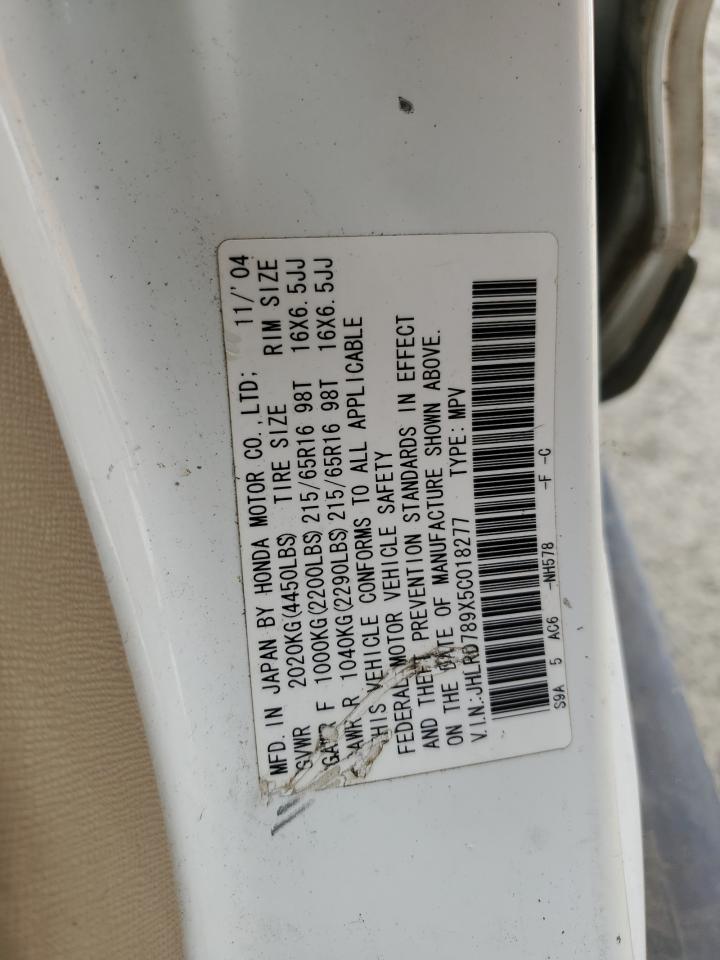 MFD. IN JAPAN BY HONDA MOTOR CO.,LTD; 11/'04
GVWR 2020KG(4450LBS) TIRE SIZE RIM SIZE
GAWR F 1000KG(2200LBS) 215/65R16 98T 16X6.5JJ
GAWR R 1040KG(2290LBS) 215/65R16 98T 16X6.5JJ
THIS VEHICLE CONFORMS TO ALL APPLICABLE
FEDERAL MOTOR VEHICLE SAFETY
AND THEFT PREVENTION STANDARDS IN EFFECT
ON THE DATE OF MANUFACTURE SHOWN ABOVE.
V.I.N.:JHLRD789X5C018277 TYPE: MPV
S9A 5 AC6 -NH578 -F -C